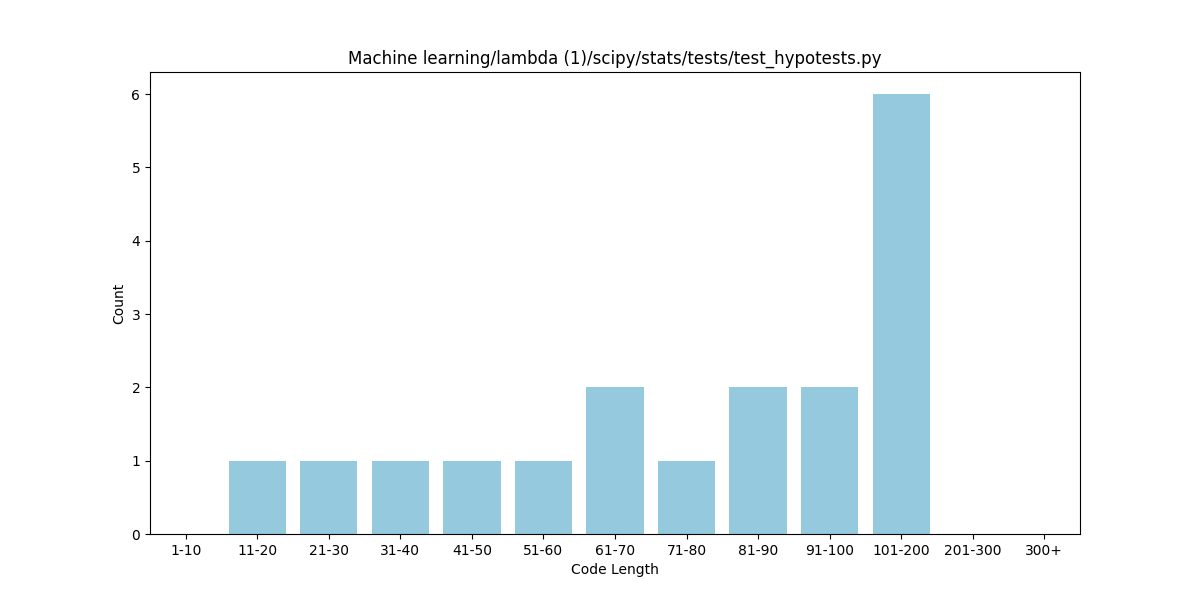 Machine learning/lambda (1)/scipy/stats/tests/test_hypotests.py
6
5
4
3
2
1
0
Count
1-10 11-20 21-30 31-40 41-50 51-60 61-70 71-80 81-90 91-100 101-200 201-300 300+
Code Length